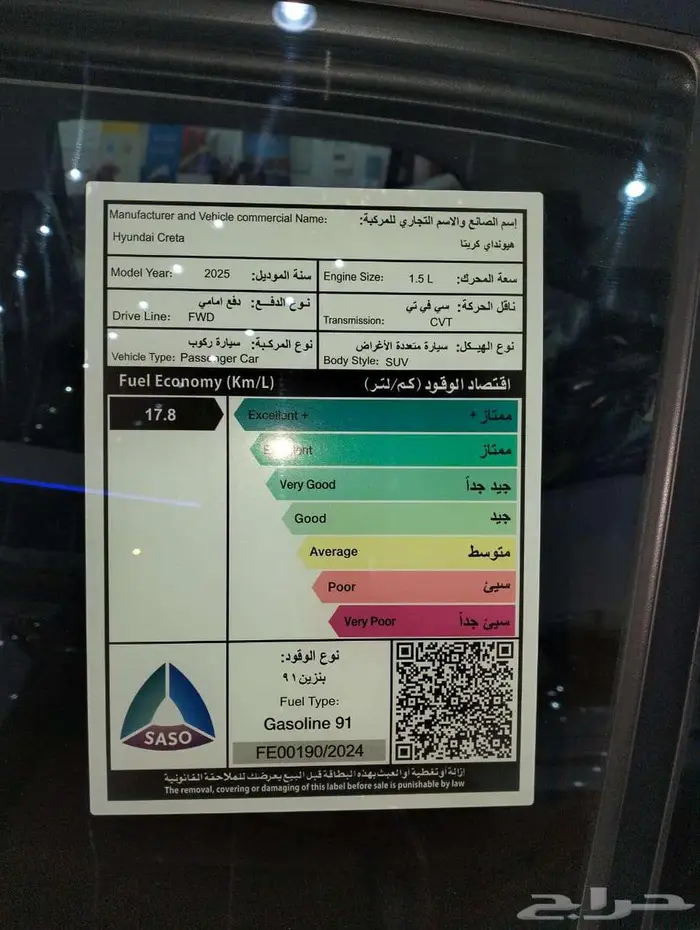 Manufacturer and Vehicle commercial Name: إسم الصانع والاسم التجاري للمركبة:
Hyundai Creta هيونداي كريتا
Model Year: 2025 سنة الموديل:
Engine Size: 1.5 L سعة المحرك:
نوع الدفع: دفع امامي
Drive Line: FWD
ناقل الحركة: سي في تي
Transmission: CVT
نوع المركبة: سيارة ركوب
Vehicle Type: Passenger Car
نوع الهيكل: سيارة متعددة الأغراض
Body Style: SUV
Fuel Economy (Km/L) اقتصاد الوقود (كم/لتر)
17.8
Excellent + ممتاز +
Excellent ممتاز
Very Good جيد جداً
Good جيد
Average متوسط
Poor سيئ
Very Poor سيئ جداً
SASO
نوع الوقود:
بنزين ٩١
Fuel Type:
Gasoline 91
FE00190/2024
إزالة أو تغطية أو العبث بهذه البطاقة قبل البيع يعرضك للملاحقة القانونية
The removal, covering or damaging of this label before sale is punishable by law
حراج